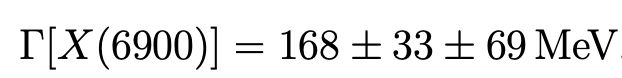 Γ[X(6900)] = 168 ± 33 ± 69 MeV.